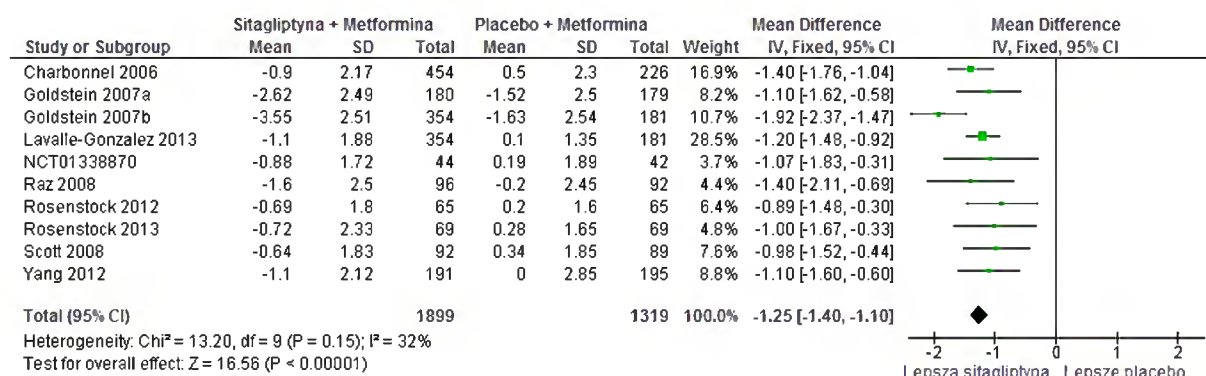 Sitagliptyna + Metformina Placebo + Metformina Mean Difference Mean Difference
Study or Subgroup Mean SD Total Mean SD Total Weight IV, Fixed, 95% CI IV, Fixed, 95% CI
Charbonnel 2006 -0.9 2.17 454 0.5 2.3 226 16.9% -1.40 [-1.76, -1.04]
Goldstein 2007a -2.62 2.49 180 -1.52 2.5 179 8.2% -1.10 [-1.62, -0.58]
Goldstein 2007b -3.55 2.51 354 -1.63 2.54 181 10.7% -1.92 [-2.37, -1.47]
Lavalle-Gonzalez 2013 -1.1 1.88 354 0.1 1.35 181 28.5% -1.20 [-1.48, -0.92]
NCT01338870 -0.88 1.72 44 0.19 1.89 42 3.7% -1.07 [-1.83, -0.31]
Raz 2008 -1.6 2.5 96 -0.2 2.45 92 4.4% -1.40 [-2.11, -0.69]
Rosenstock 2012 -0.69 1.8 65 0.2 1.6 65 6.4% -0.89 [-1.48, -0.30]
Rosenstock 2013 -0.72 2.33 69 0.28 1.65 69 4.8% -1.00 [-1.67, -0.33]
Scott 2008 -0.64 1.83 92 0.34 1.85 89 7.6% -0.98 [-1.52, -0.44]
Yang 2012 -1.1 2.12 191 0 2.85 195 8.8% -1.10 [-1.60, -0.60]
Total (95% CI) 1899 1319 100.0% -1.25 [-1.40, -1.10]
Heterogeneity: Chi² = 13.20, df = 9 (P = 0.15); I² = 32%
Test for overall effect: Z = 16.56 (P < 0.00001)
-2 -1 0 1 2
Lepsza sitagliptyna Lepsze placebo